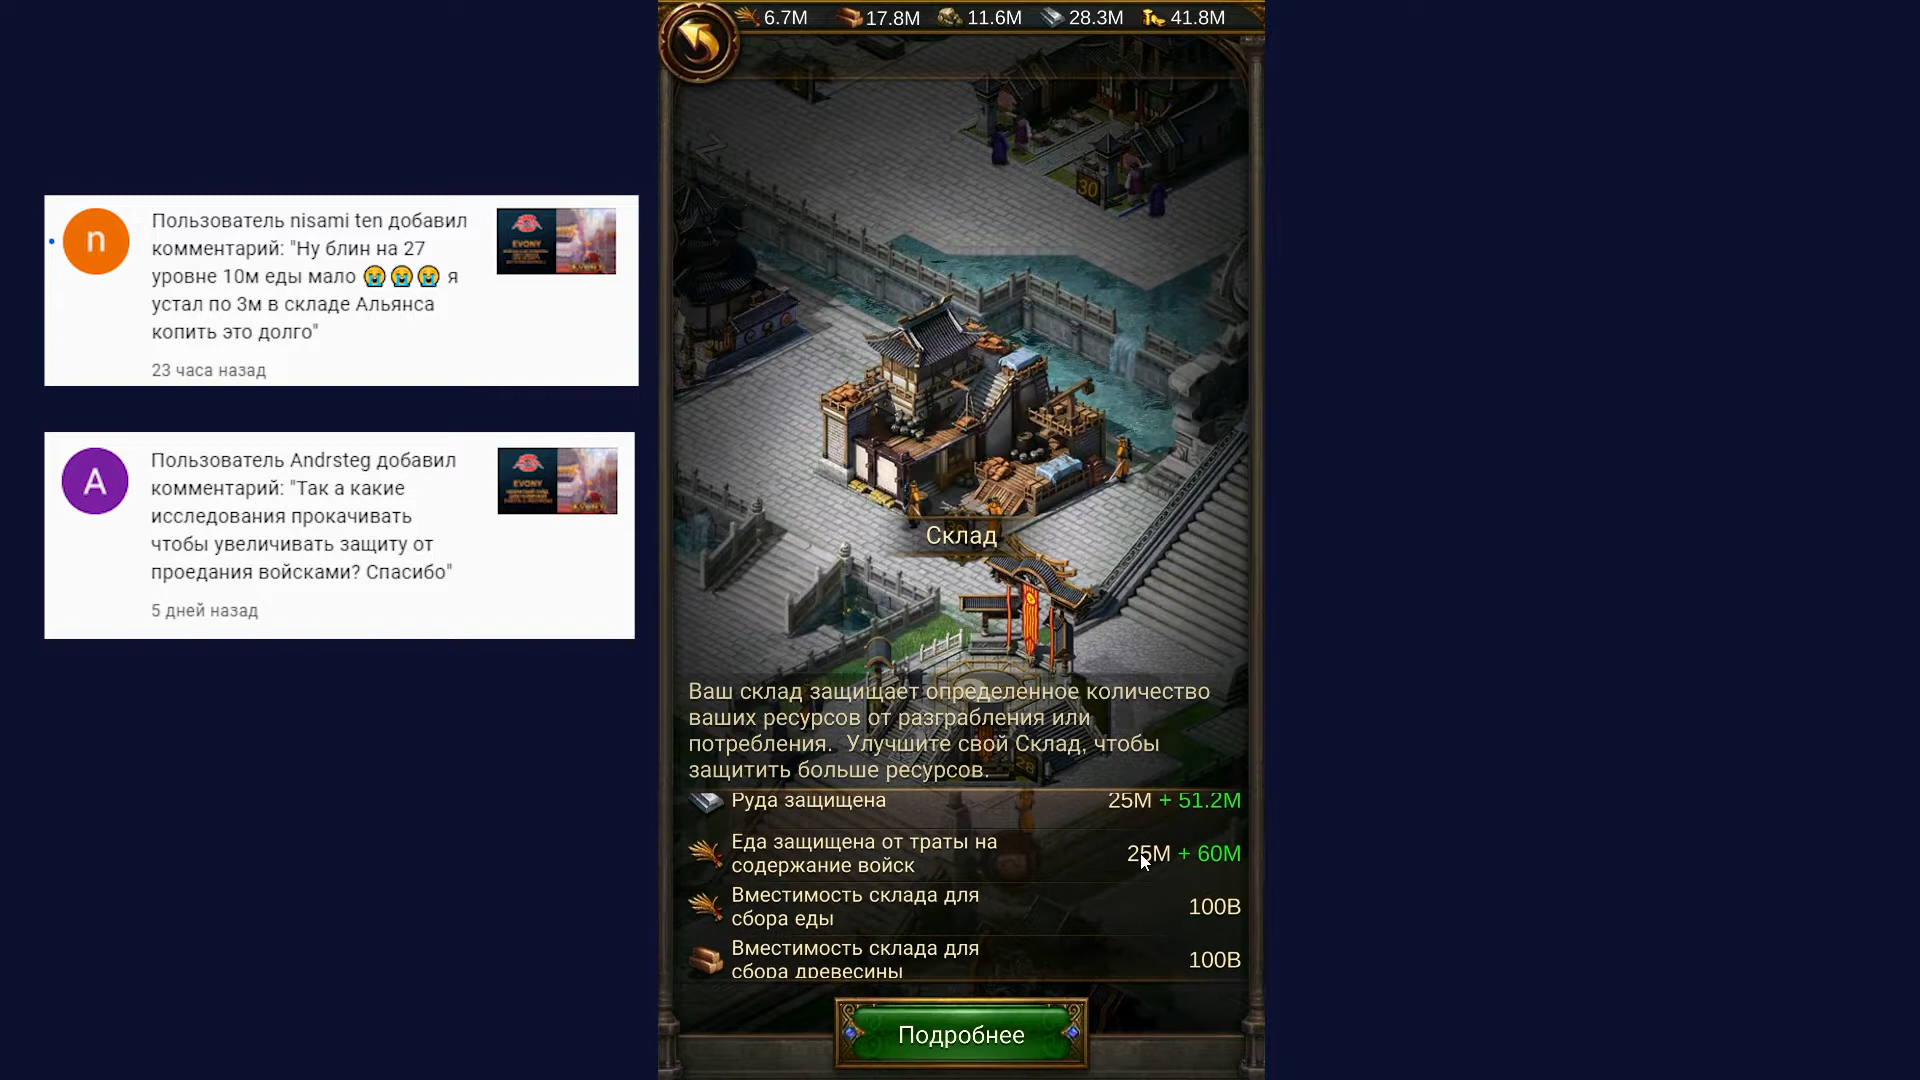 6.7M 17.8M 11.6M 28.3M 41.8M
30
Пользователь nisami ten добавил
комментарий: "Ну блин на 27
уровне 10м еды мало 😭😭😭 я
устал по 3м в складе Альянса
копить это долго"
23 часа назад
n
EVONY
Пользователь Andrsteg добавил
комментарий: "Так а какие
исследования прокачивать
чтобы увеличивать защиту от
проедания войсками? Спасибо"
5 дней назад
A
EVONY
Склад
28
Ваш склад защищает определенное количество
ваших ресурсов от разграбления или
потребления. Улучшите свой Склад, чтобы
защитить больше ресурсов.
Руда защищена 25M + 51.2M
Еда защищена от траты на
содержание войск 25M + 60M
Вместимость склада для
сбора еды 100B
Вместимость склада для
сбора древесины 100B
Подробнее